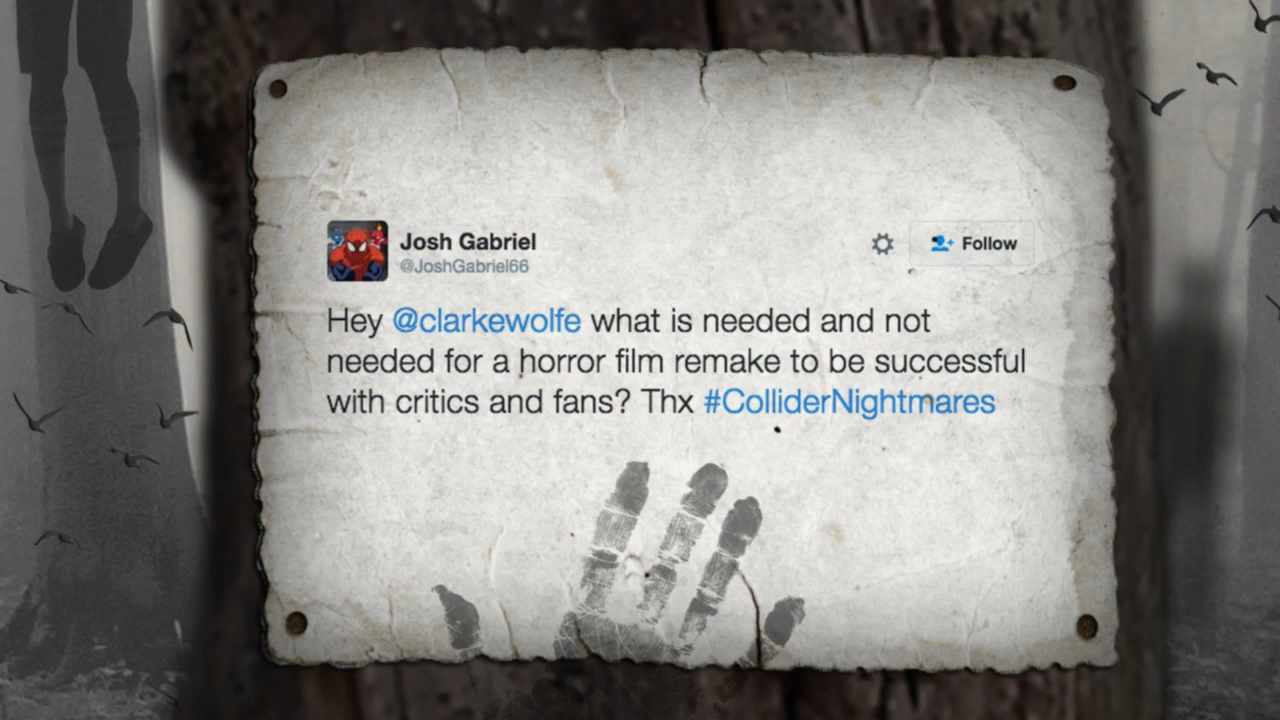 Josh Gabriel
@JoshGabriel66
Follow
Hey @clarkewolfe what is needed and not
needed for a horror film remake to be successful
with critics and fans? Thx #ColliderNightmares